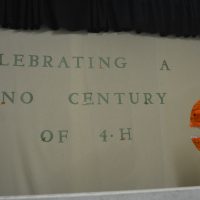 LEBRATING A
NO CENTURY
OF 4-H